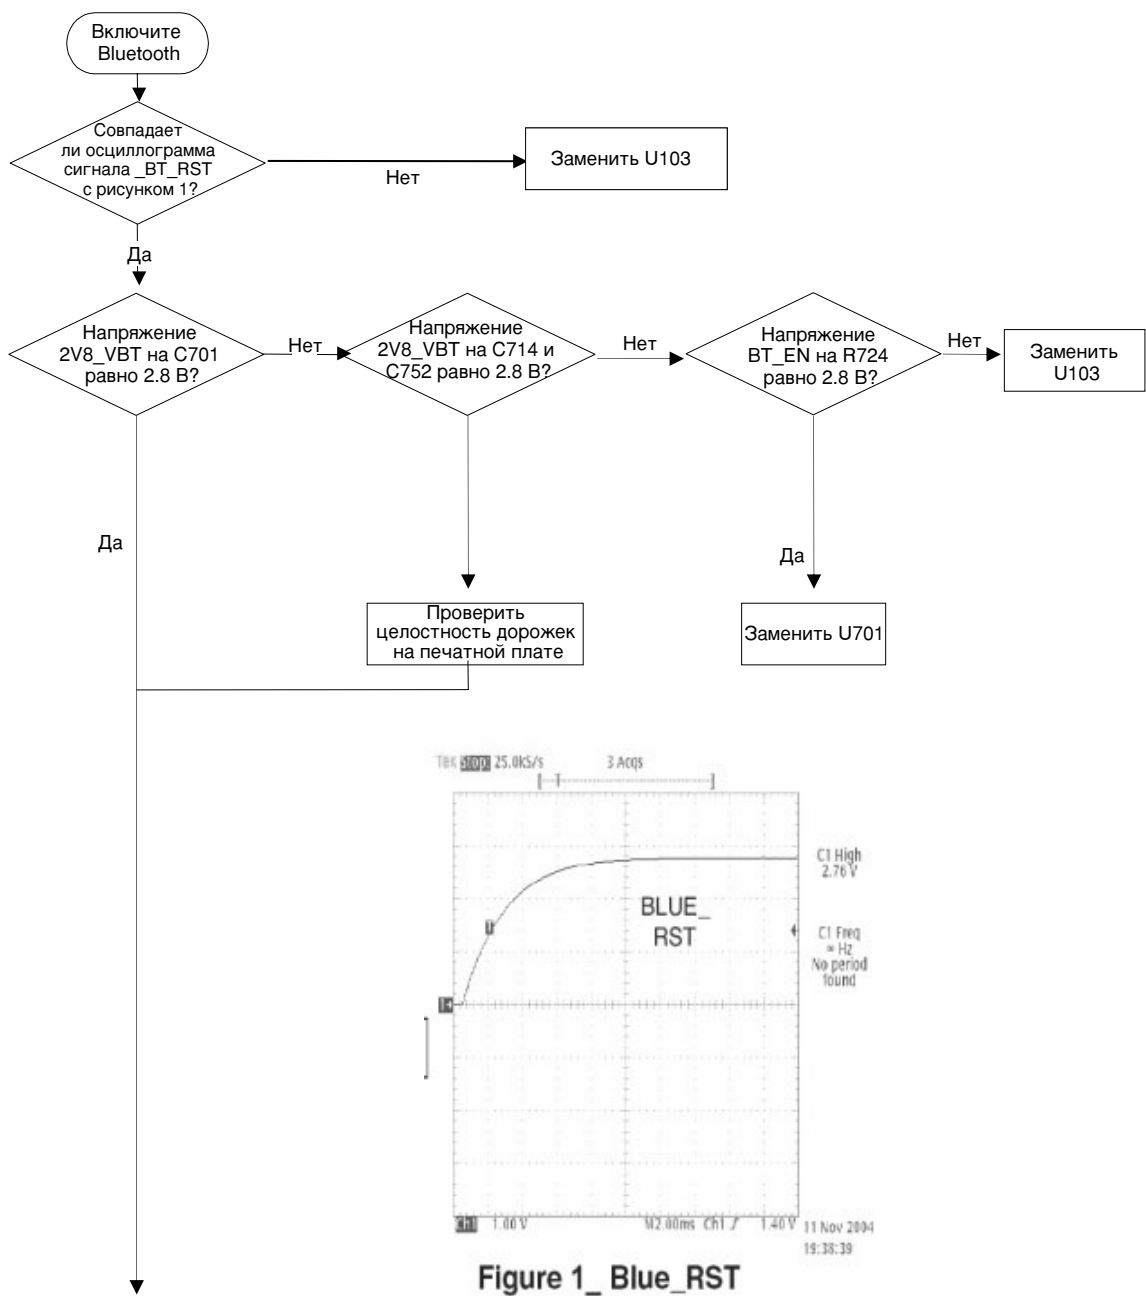 Включите
Bluetooth
Совпадает
ли осциллограмма
сигнала _BT_RST
с рисунком 1?
Нет
Заменить U103
Да
Напряжение
2V8_VBT на C701
равно 2.8 В?
Нет
Напряжение
2V8_VBT на C714 и
C752 равно 2.8 В?
Нет
Напряжение
BT_EN на R724
равно 2.8 В?
Нет
Заменить
U103
Да
Да
Проверить
целостность дорожек
на печатной плате
Заменить U701
Tek Stop: 25.0kS/s
3 Acqs
C1 High
2.76 V
BLUE_
RST
C1 Freq
∞ Hz
No period
found
Ch1 1.00 V M2.00ms Ch1 1.40 V
11 Nov 2004
19:38:39
Figure 1_ Blue_RST